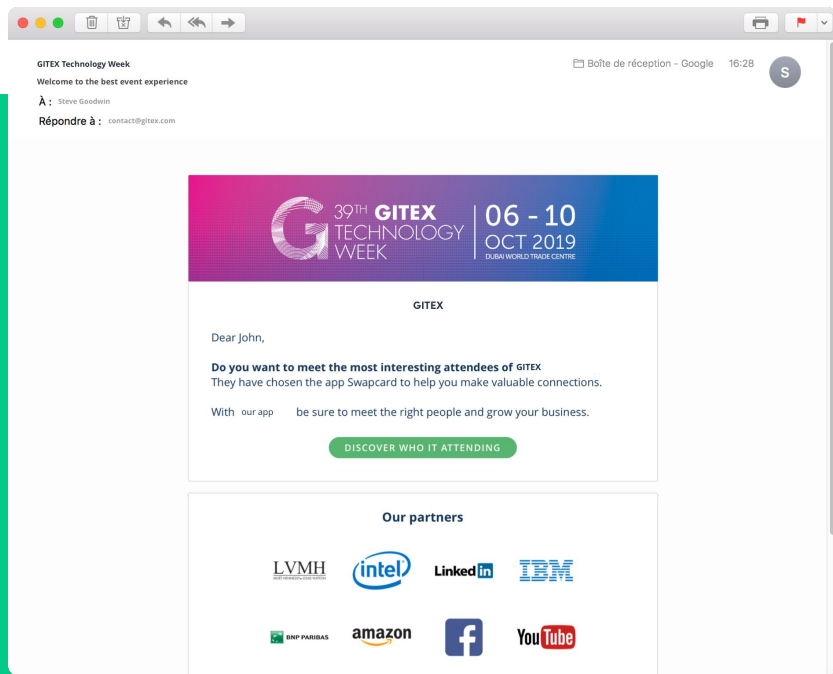 GITEX Technology Week
Boîte de réception – Google 16:28
S
Welcome to the best event experience
À : Steve Goodwin
Répondre à : contact@gitex.com
G
39TH GITEX
TECHNOLOGY
WEEK
06 - 10
OCT 2019
DUBAI WORLD TRADE CENTRE
GITEX
Dear John,
Do you want to meet the most interesting attendees of GITEX
They have chosen the app Swapcard to help you make valuable connections.
With our app be sure to meet the right people and grow your business.
DISCOVER WHO IT ATTENDING
Our partners
LVMH
intel
Linked in
IBM
BNP PARIBAS
amazon
f
YouTube